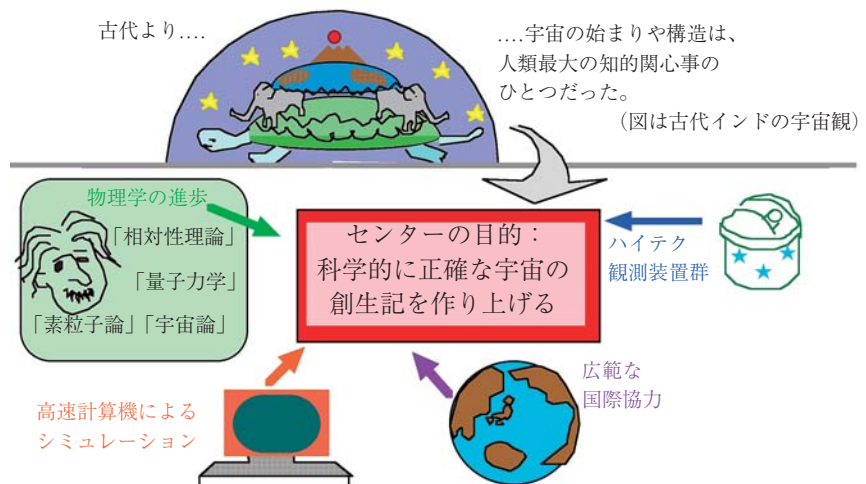 古代より‥‥
‥‥宇宙の始まりや構造は、
人類最大の知的関心事の
ひとつだった。
（図は古代インドの宇宙観）
物理学の進歩
「相対性理論」
「量子力学」
「素粒子論」「宇宙論」
センターの目的：
科学的に正確な宇宙の
創生記を作り上げる
ハイテク
観測装置群
高速計算機による
シミュレーション
広範な
国際協力